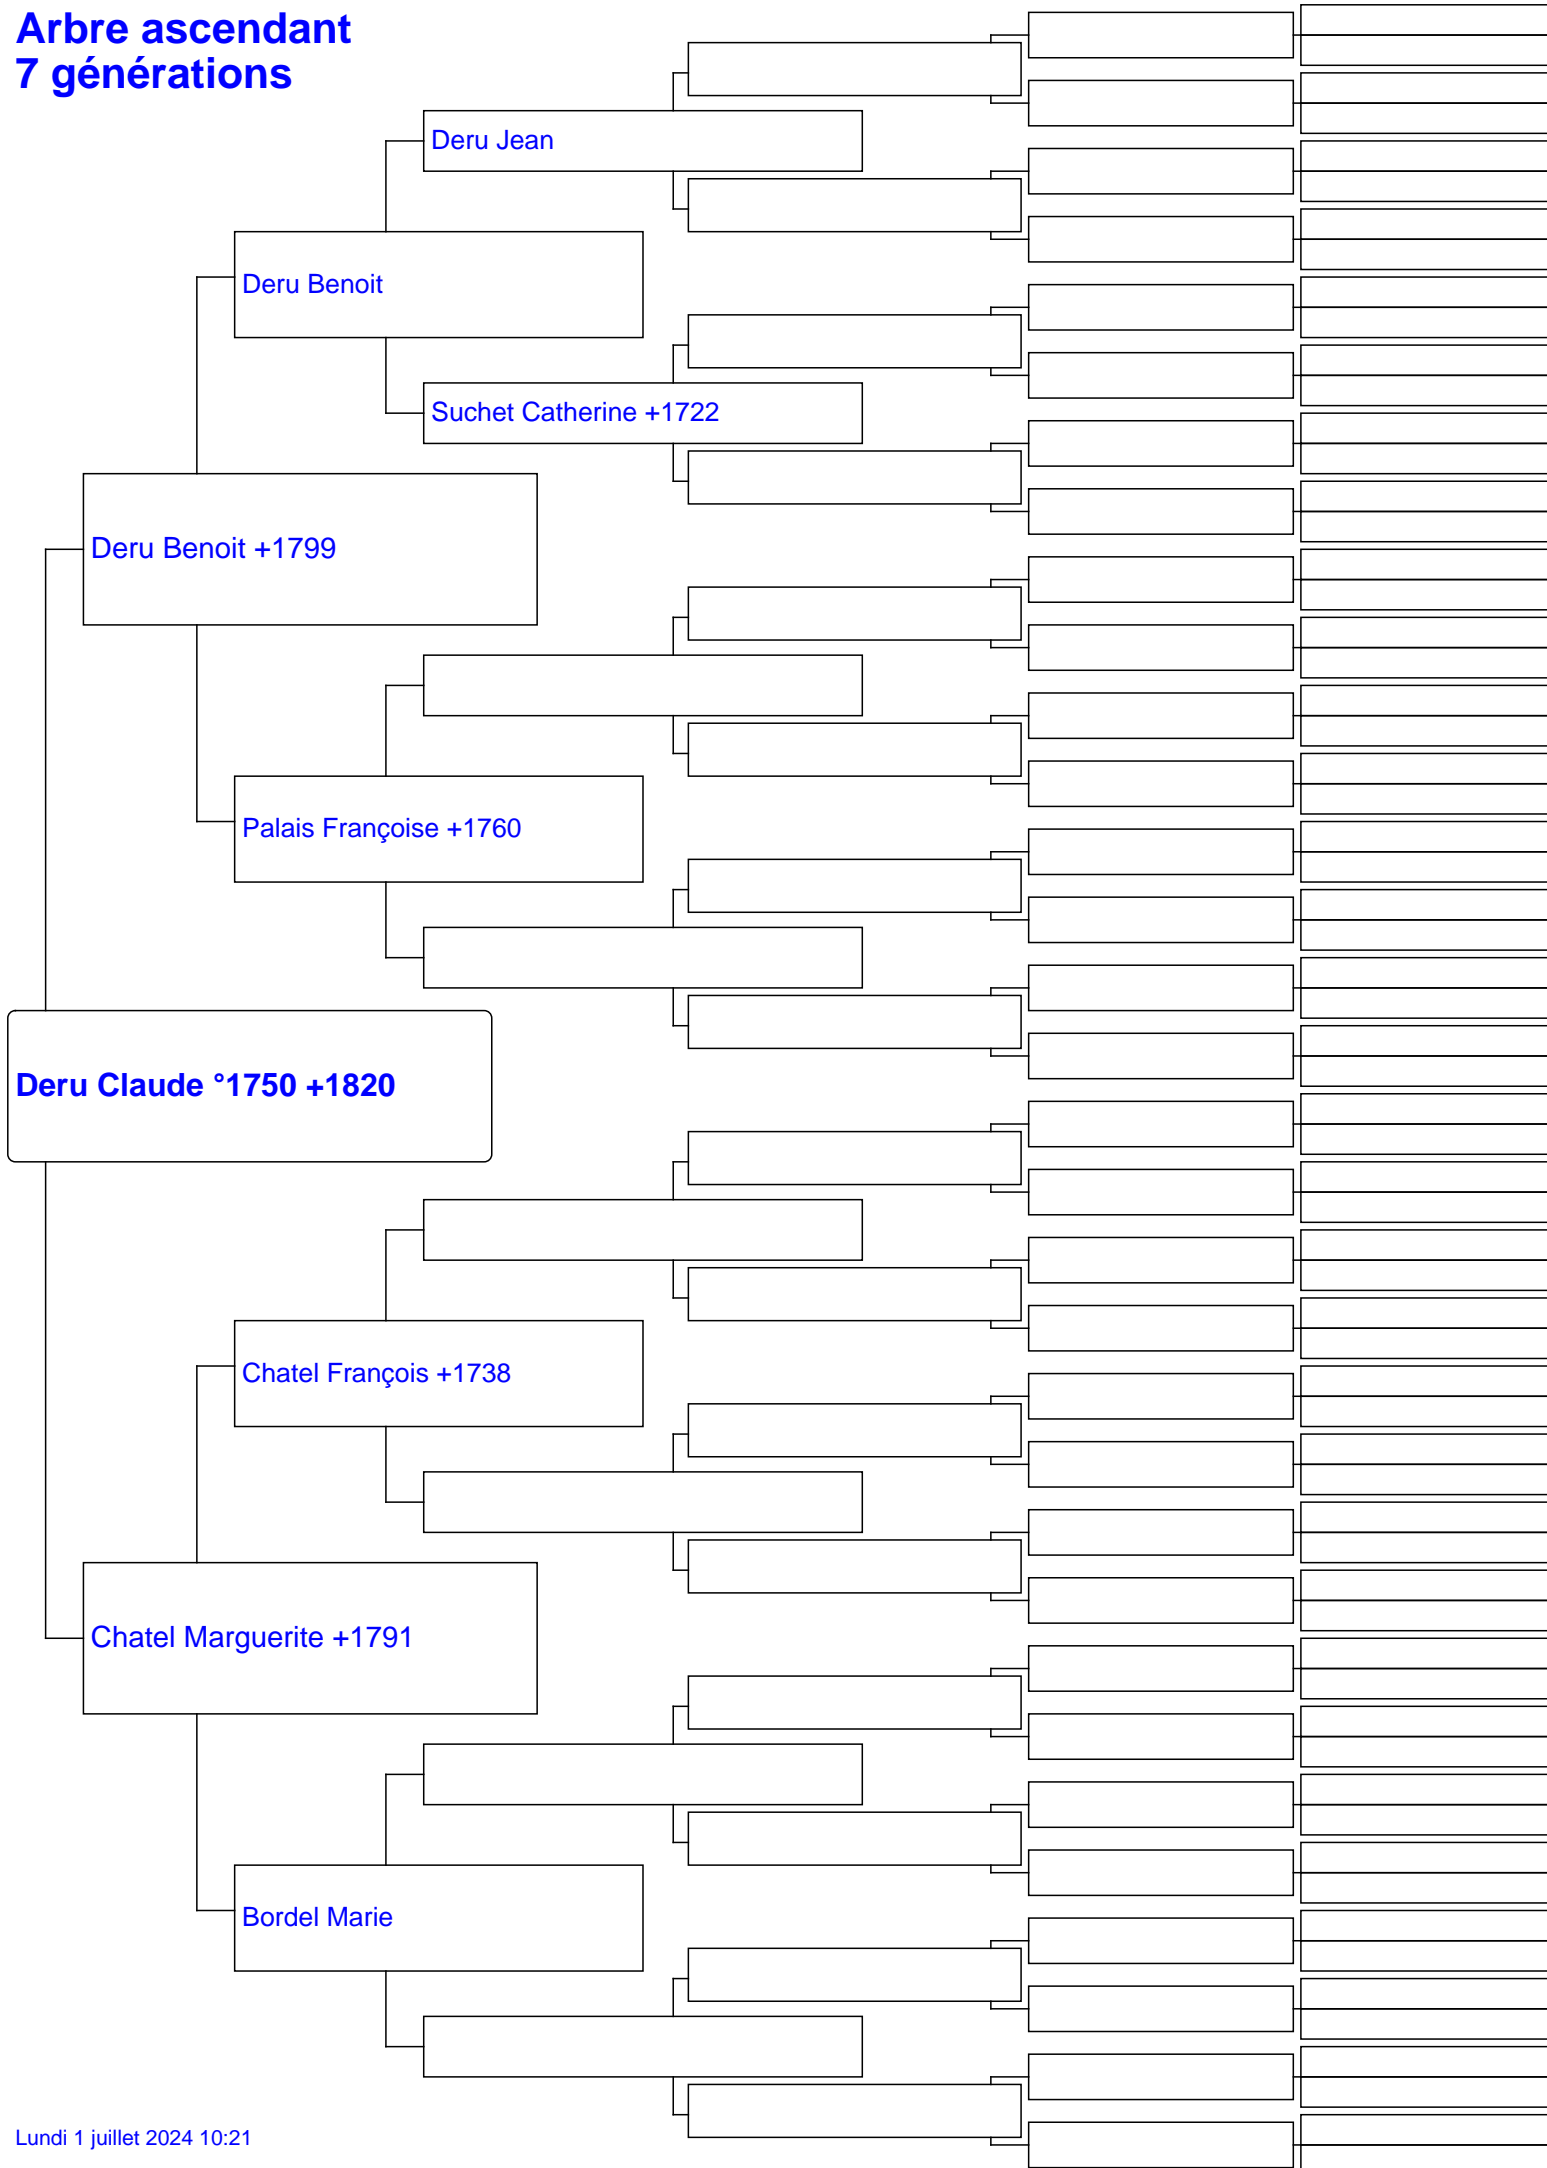 Arbre ascendant
7 générations
Deru Jean
Deru Benoit
Suchet Catherine +1722
Deru Benoit +1799
Palais Françoise +1760
Deru Claude °1750 +1820
Chatel François +1738
Chatel Marguerite +1791
Bordel Marie
Lundi 1 juillet 2024 10:21